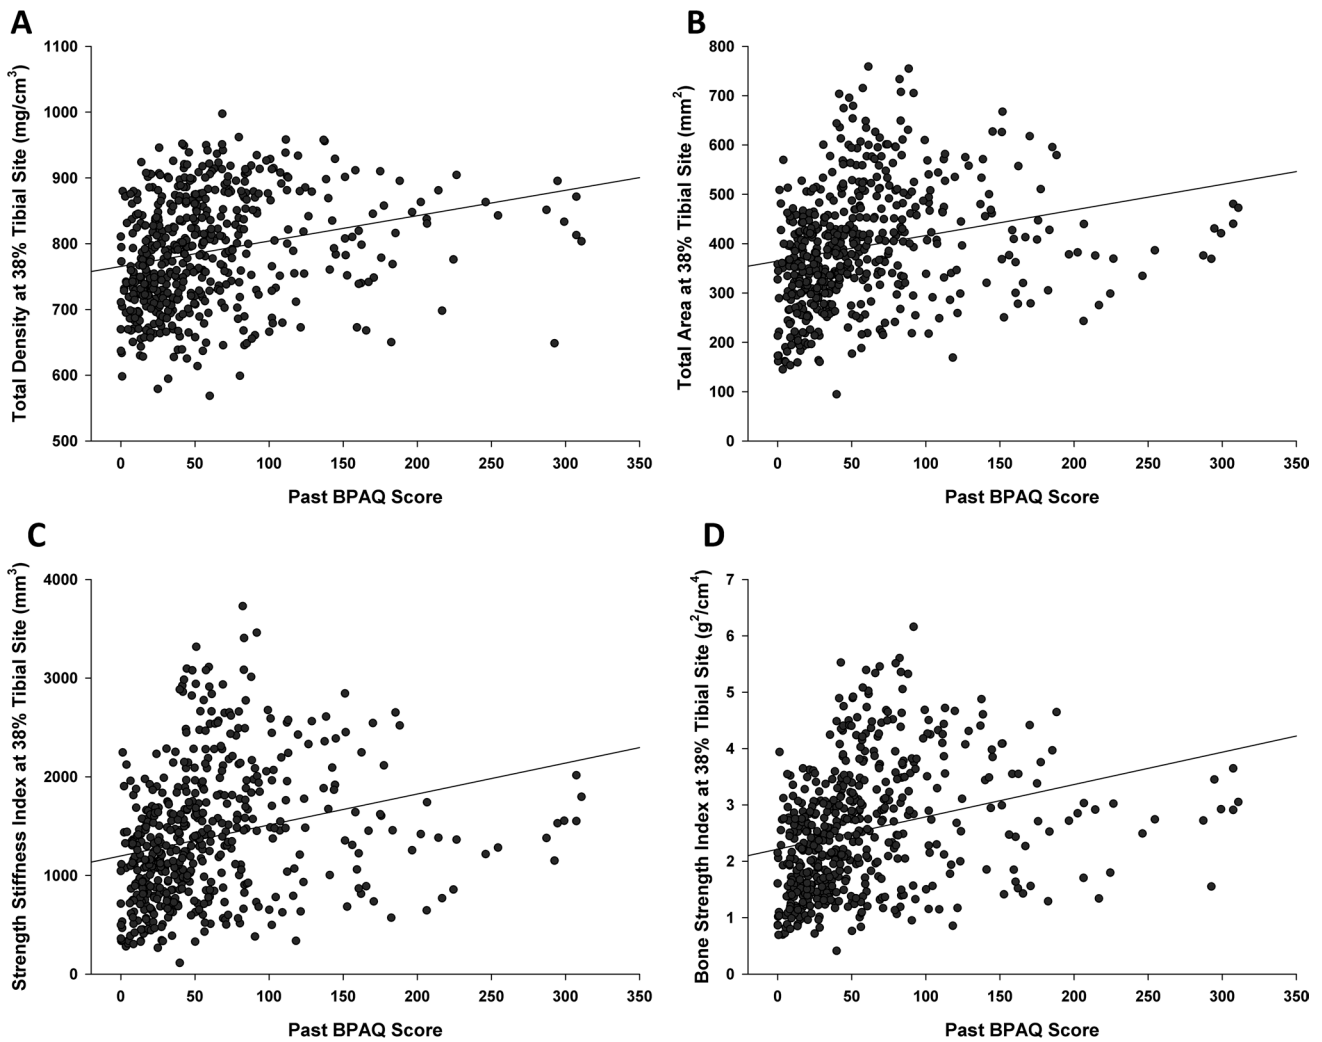 A
Total Density at 38% Tibial Site (mg/cm³)
1100
1000
900
800
700
600
500
0 50 100 150 200 250 300 350
Past BPAQ Score
B
Total Area at 38% Tibial Site (mm²)
800
700
600
500
400
300
200
100
0
0 50 100 150 200 250 300 350
Past BPAQ Score
C
Strength Stiffness Index at 38% Tibial Site (mm³)
4000
3000
2000
1000
0
0 50 100 150 200 250 300 350
Past BPAQ Score
D
Bone Strength Index at 38% Tibial Site (g²/cm⁴)
7
6
5
4
3
2
1
0
0 50 100 150 200 250 300 350
Past BPAQ Score